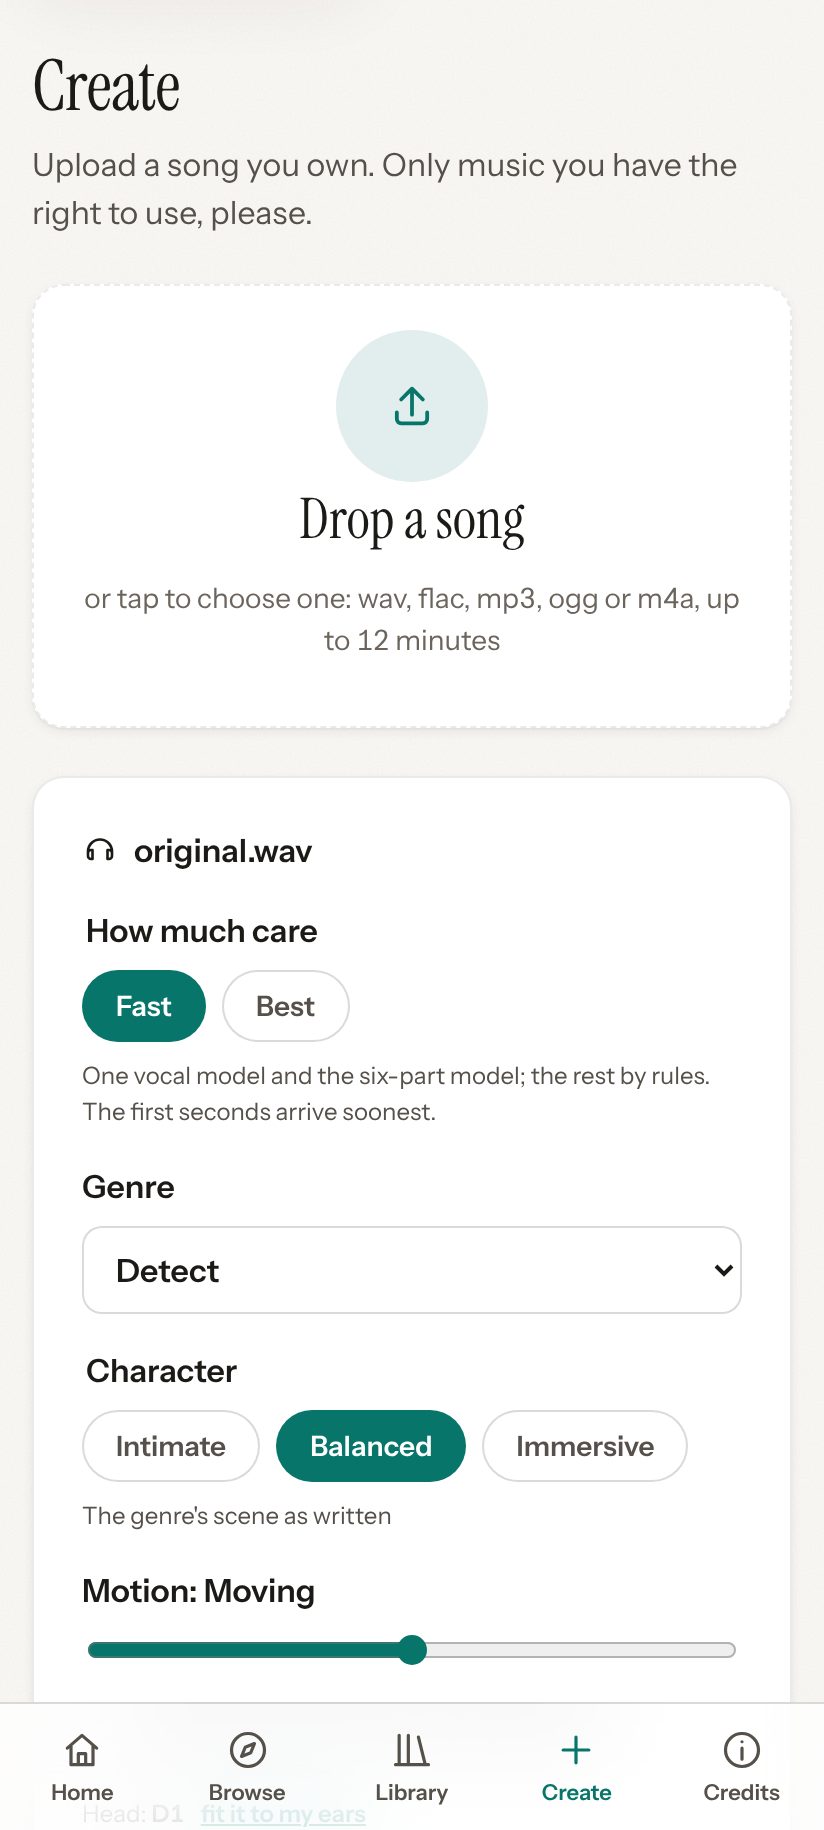 Create
Upload a song you own. Only music you have the
right to use, please.
Drop a song
or tap to choose one: wav, flac, mp3, ogg or m4a, up
to 12 minutes
original.wav
How much care
Fast Best
One vocal model and the six-part model; the rest by rules.
The first seconds arrive soonest.
Genre
Detect
Character
Intimate Balanced Immersive
The genre's scene as written
Motion: Moving
Home Browse Library Create Credits
Head: D1 fit it to my ears